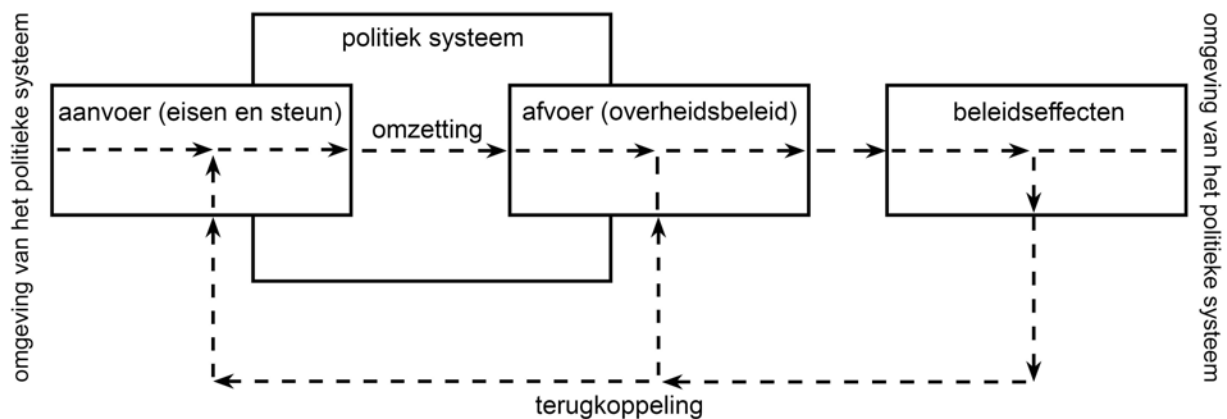 omgeving van het politieke systeem
politiek systeem
aanvoer (eisen en steun)
omzetting
afvoer (overheidsbeleid)
beleidseffecten
terugkoppeling
omgeving van het politieke systeem